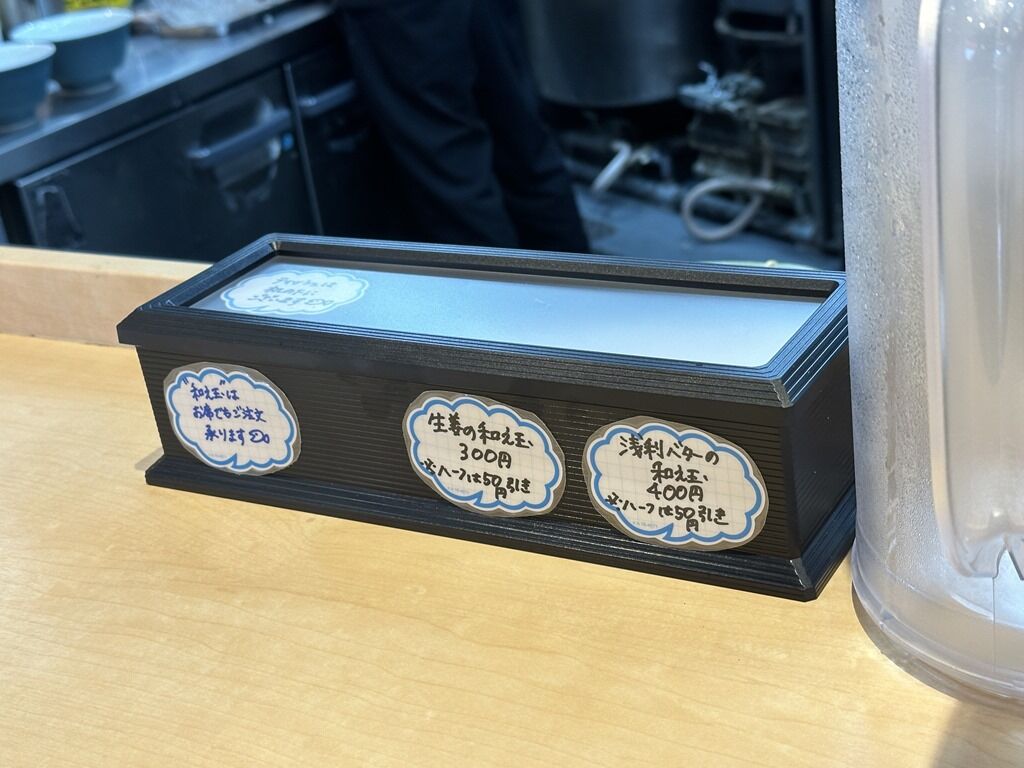 "和え玉"は
お席でもご注文
承ります
生姜の和え玉
300円
※ハーフは50円引き
浅利バターの
和え玉
400円
※ハーフは50円引き